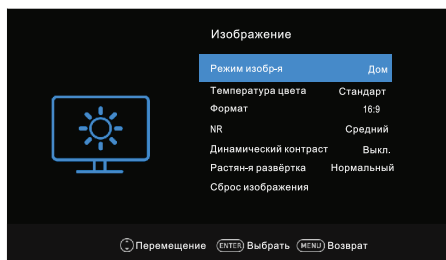 Изображение
Режим изобр-я Дом
Температура цвета Стандарт
Формат 16:9
NR Средний
Динамический контраст Выкл.
Растян-я развёртка Нормальный
Сброс изображения
Перемещение ENTER Выбрать MENU Возврат